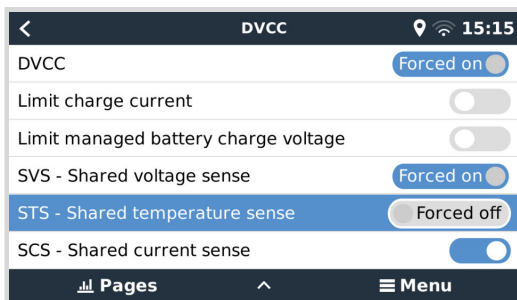 DVCC 15:15
DVCC Forced on
Limit charge current
Limit managed battery charge voltage
SVS - Shared voltage sense Forced on
STS - Shared temperature sense Forced off
SCS - Shared current sense
Pages Menu